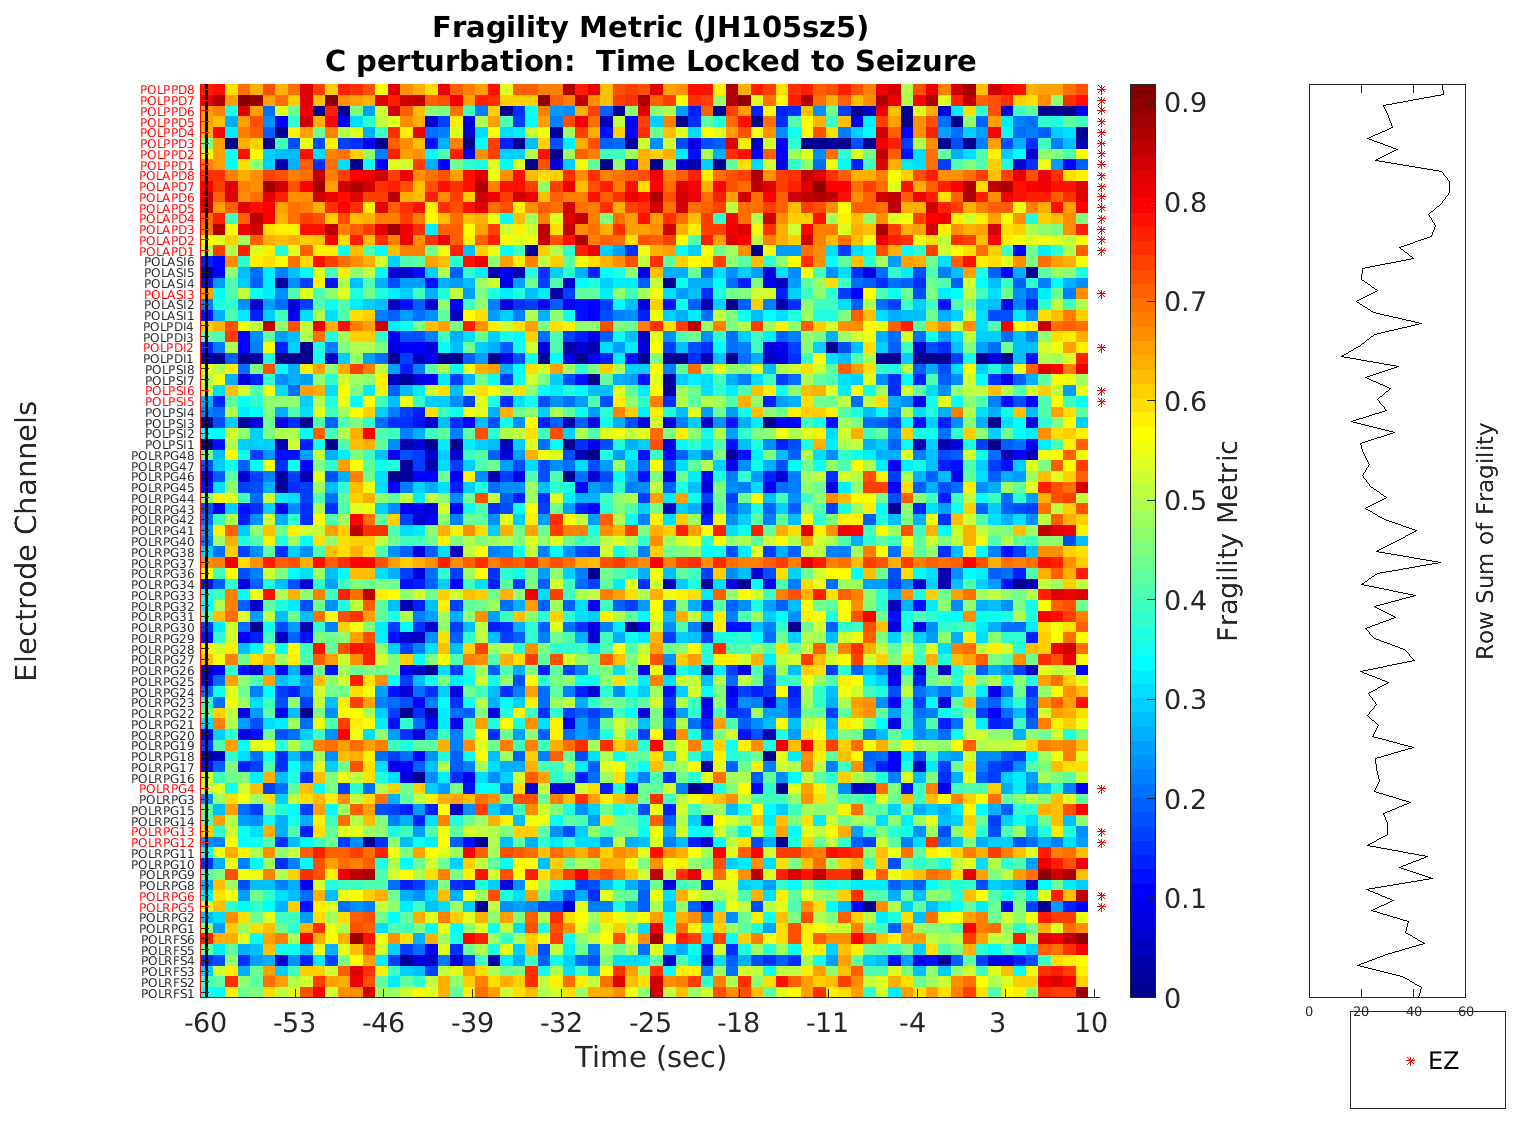 Fragility Metric (JH105sz5)
C perturbation:  Time Locked to Seizure
Electrode Channels
POLPPD8
POLPPD7
POLPPD6
POLPPD5
POLPPD4
POLPPD3
POLPPD2
POLPPD1
POLAPD8
POLAPD7
POLAPD6
POLAPD5
POLAPD4
POLAPD3
POLAPD2
POLAPD1
POLASI6
POLASI5
POLASI4
POLASI3
POLASI2
POLASI1
POLPDI4
POLPDI3
POLPDI2
POLPDI1
POLPSI8
POLPSI7
POLPSI6
POLPSI5
POLPSI4
POLPSI3
POLPSI2
POLPSI1
POLRPG48
POLRPG47
POLRPG46
POLRPG45
POLRPG44
POLRPG43
POLRPG42
POLRPG41
POLRPG40
POLRPG38
POLRPG37
POLRPG36
POLRPG34
POLRPG33
POLRPG32
POLRPG31
POLRPG30
POLRPG29
POLRPG28
POLRPG27
POLRPG26
POLRPG25
POLRPG24
POLRPG23
POLRPG22
POLRPG21
POLRPG20
POLRPG19
POLRPG18
POLRPG17
POLRPG16
POLRPG4
POLRPG3
POLRPG15
POLRPG14
POLRPG13
POLRPG12
POLRPG11
POLRPG10
POLRPG9
POLRPG8
POLRPG6
POLRPG5
POLRPG2
POLRPG1
POLRFS6
POLRFS5
POLRFS4
POLRFS3
POLRFS2
POLRFS1
-60 -53 -46 -39 -32 -25 -18 -11 -4 3 10
Time (sec)
0.9
0.8
0.7
0.6
0.5
0.4
0.3
0.2
0.1
0
Fragility Metric
Row Sum of Fragility
0 20 40 60
EZ